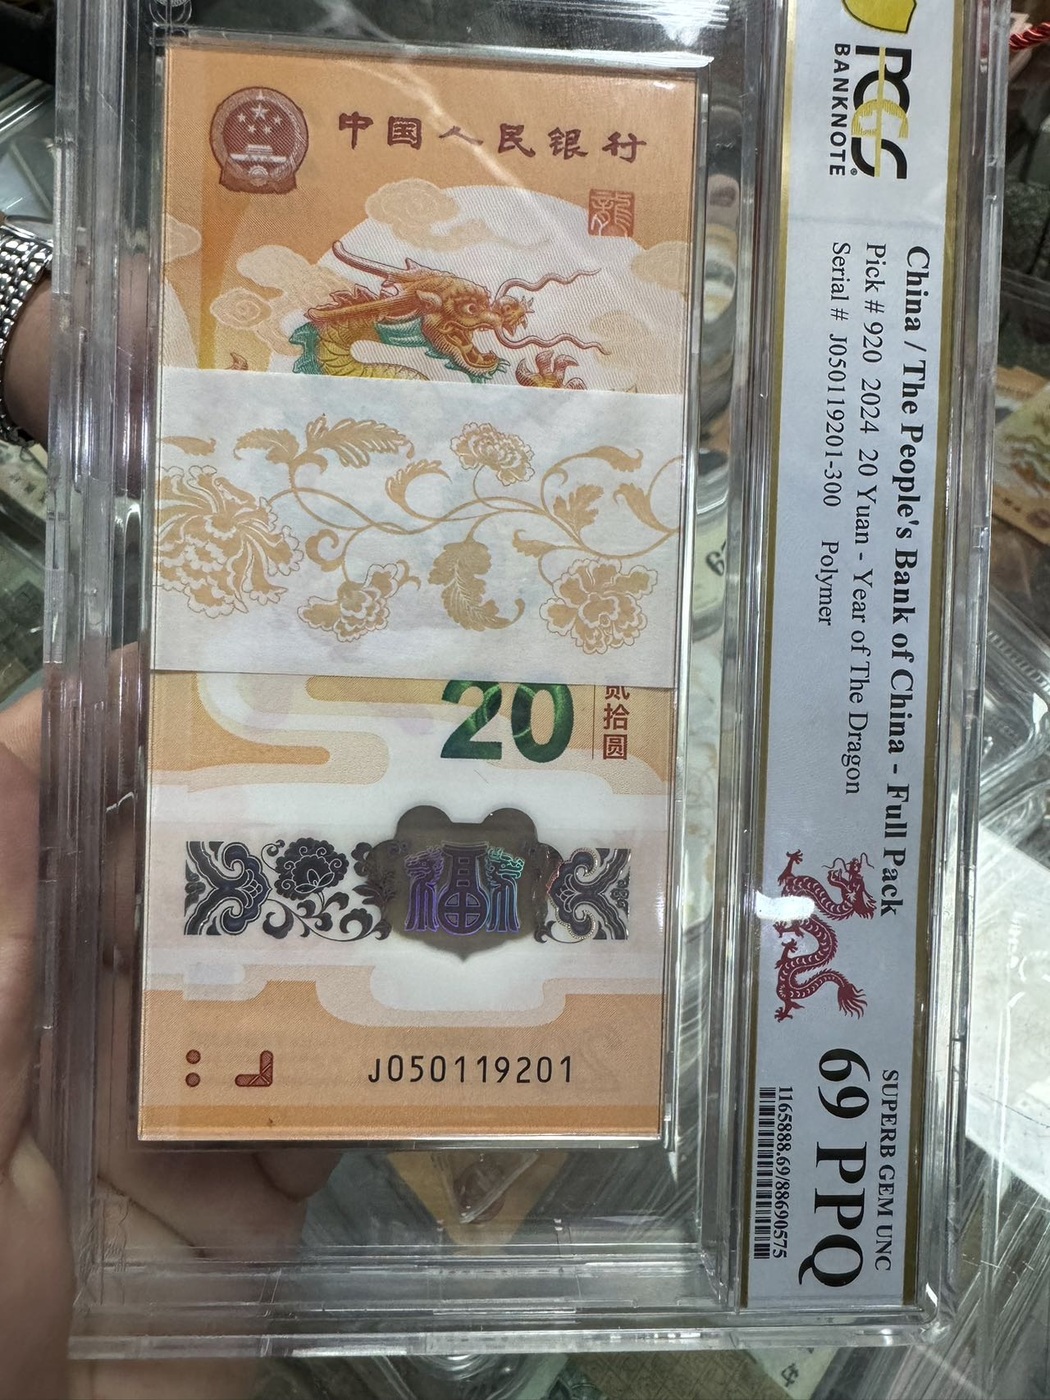 中国人民银行
龍
20
贰拾圆
J050119201
PCGS
BANKNOTE
China / The People's Bank of China - Full Pack
Pick # 920 2024 20 Yuan - Year of The Dragon
Serial # J050119201-300 Polymer
SUPERB GEM UNC
69 PPQ
1165888.69/88690575